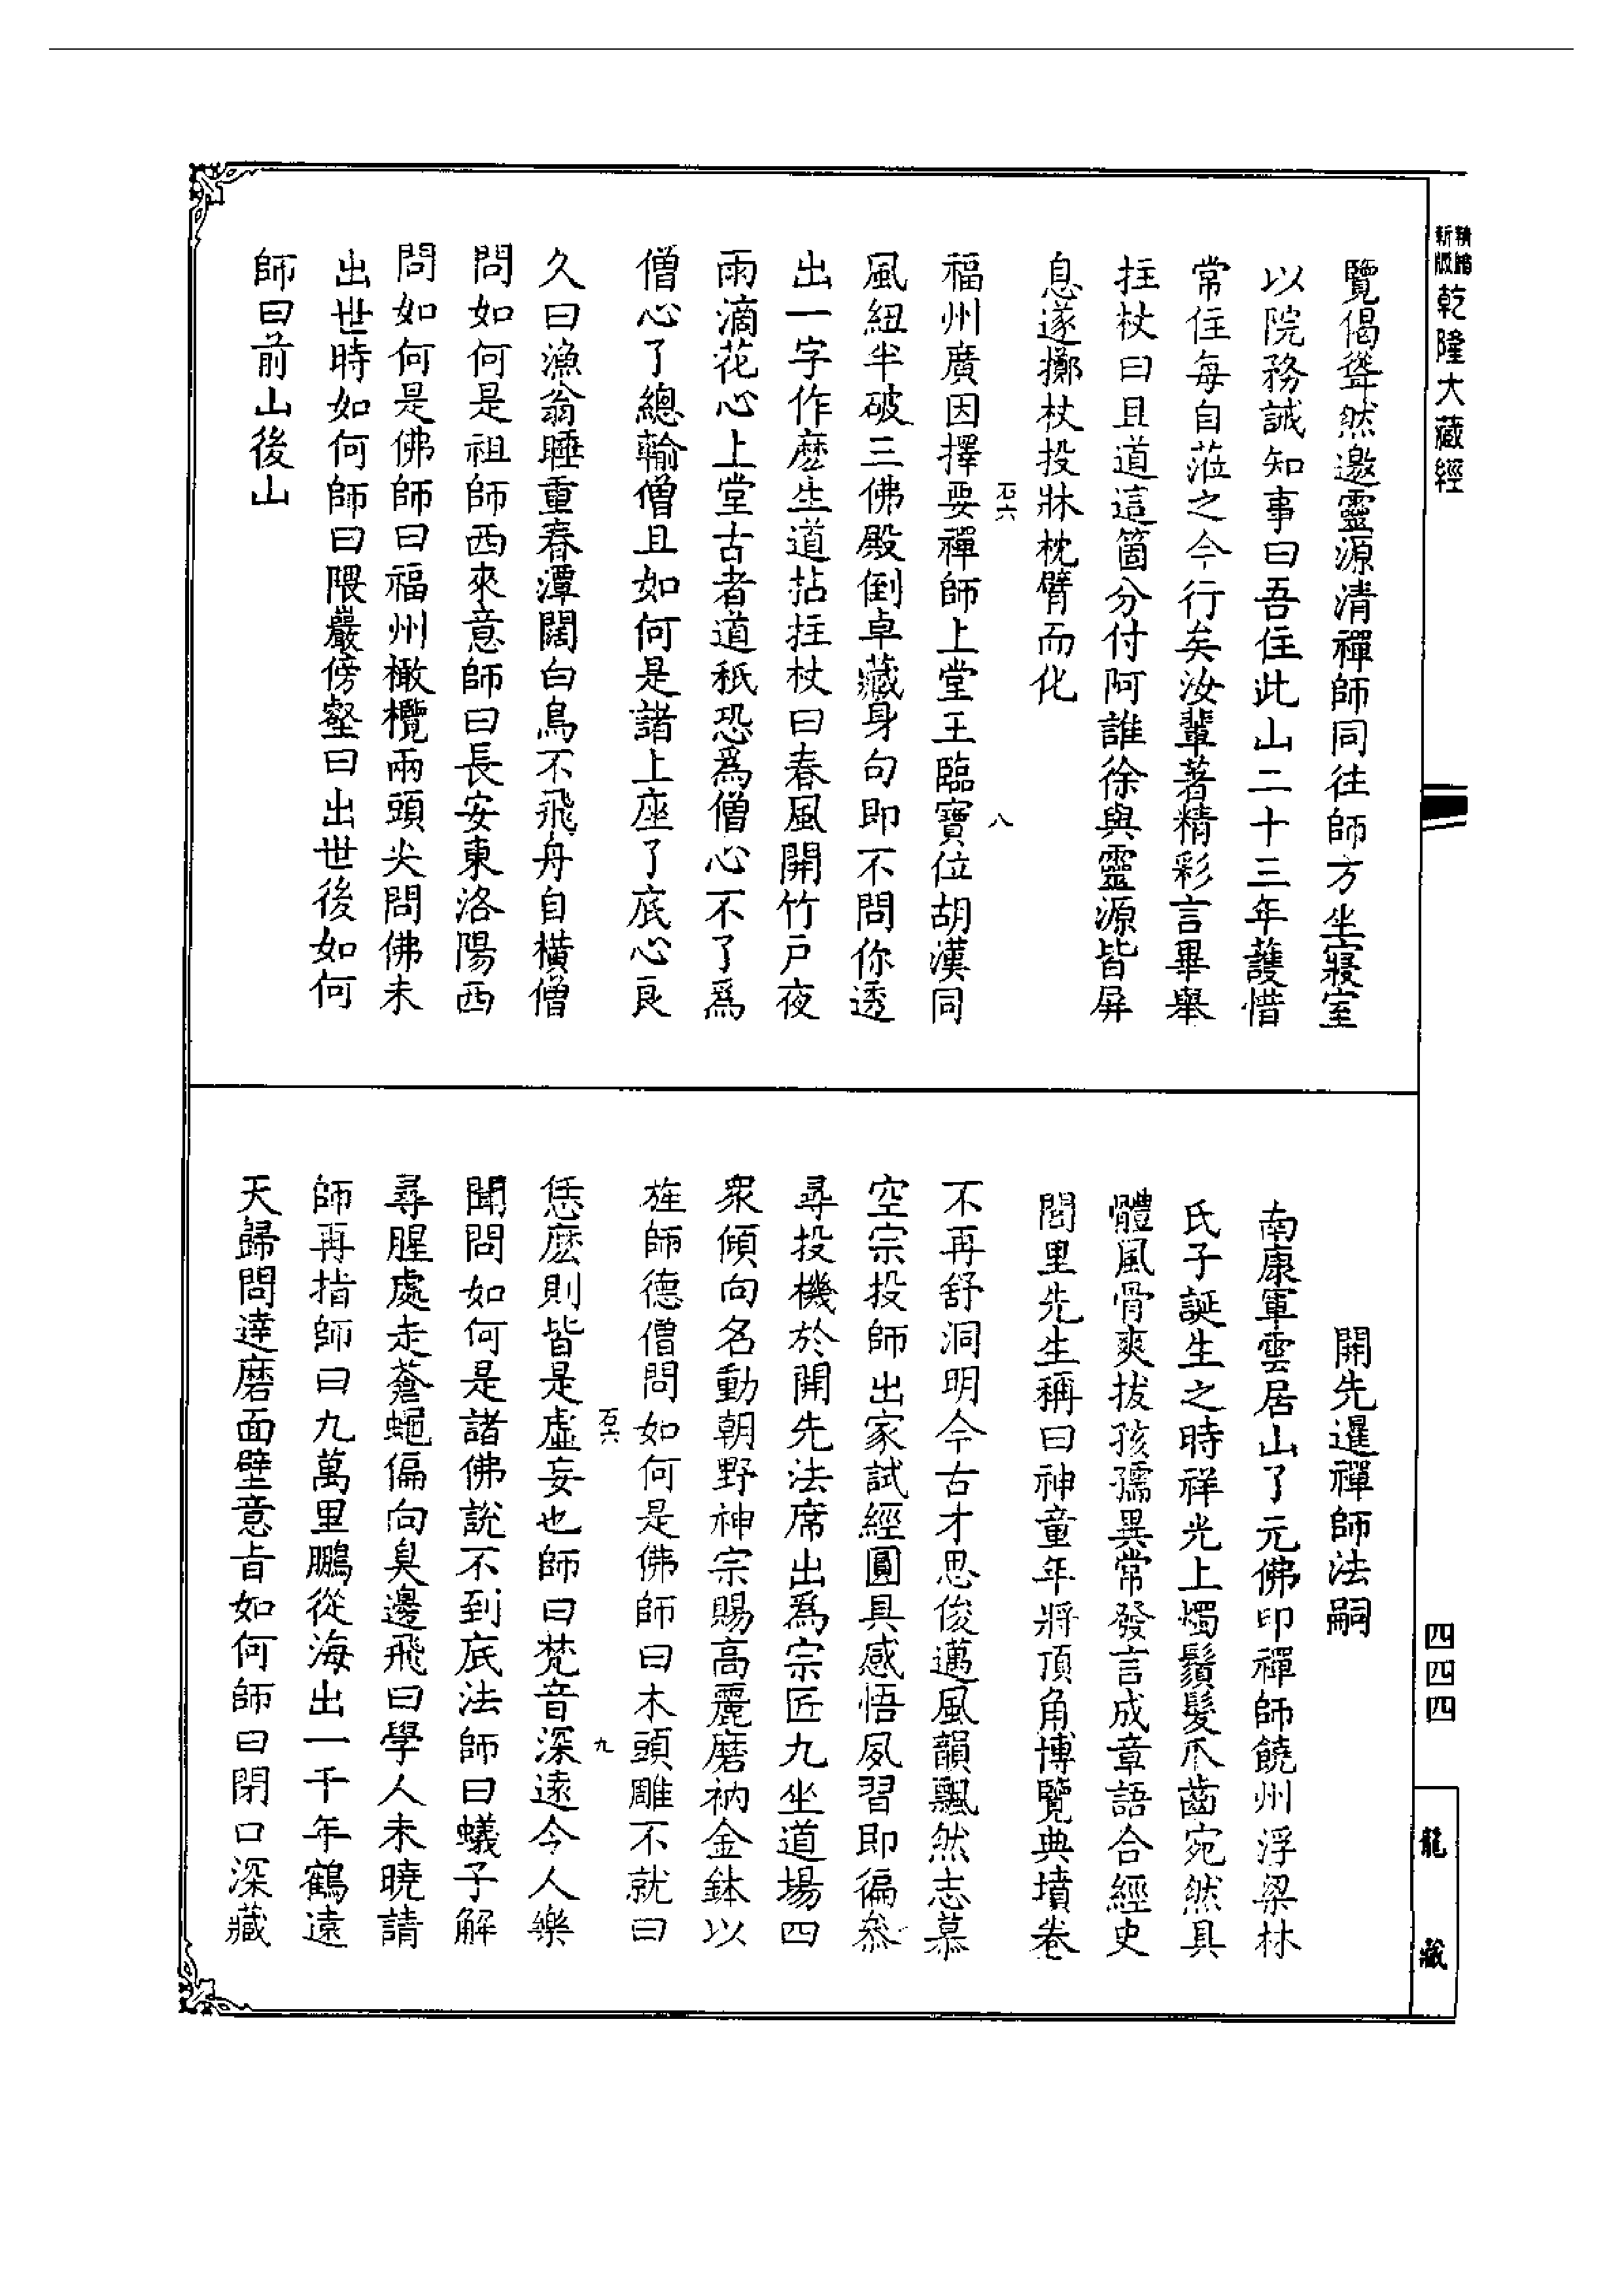 新版精縮乾隆大藏經
覽偈聳然邀靈源清禪師同往師方坐寢室
以院務誡知事曰吾住此山二十三年護惜
常住每自蒞之今行矣汝輩著精彩言畢舉
拄杖曰且道這箇分付阿誰徐與靈源皆屏
息遂擲杖投牀枕臂而化
石六 八
福州廣因擇要禪師上堂王臨寶位胡漢同
風紐半破三佛殿倒卓藏身句即不問你透
出一字作麼生道拈拄杖曰春風開竹戶夜
雨滴花心上堂古者道秖恐爲僧心不了爲
僧心了總輸僧且如何是諸上座了底心良
久曰漁翁睡重春潭闊白鳥不飛舟自橫僧
問如何是祖師西來意師曰長安東洛陽西
問如何是佛師曰福州橄欖兩頭尖問佛未
出世時如何師曰隈巖傍壑曰出世後如何
師曰前山後山
開先暹禪師法嗣
南康軍雲居山了元佛印禪師饒州浮梁林
氏子誕生之時祥光上燭鬚髮爪齒宛然具
體風骨爽拔孩孺異常發言成章語合經史
閭里先生稱曰神童年將頂角博覽典墳卷
不再舒洞明今古才思俊邁風韻飄然志慕
空宗投師出家試經圓具感悟夙習即徧叅
尋投機於開先法席出爲宗匠九坐道場四
衆傾向名動朝野神宗賜高麗磨衲金鉢以
旌師德僧問如何是佛師曰木頭雕不就曰
石六 九
恁麼則皆是虛妄也師曰梵音深遠令人樂
聞問如何是諸佛說不到底法師曰蟻子解
尋腥處走蒼蠅偏向臭邊飛曰學人未曉請
師再指師曰九萬里鵬從海出一千年鶴遠
天歸問達磨面壁意旨如何師曰閉口深藏
四四四
龍藏